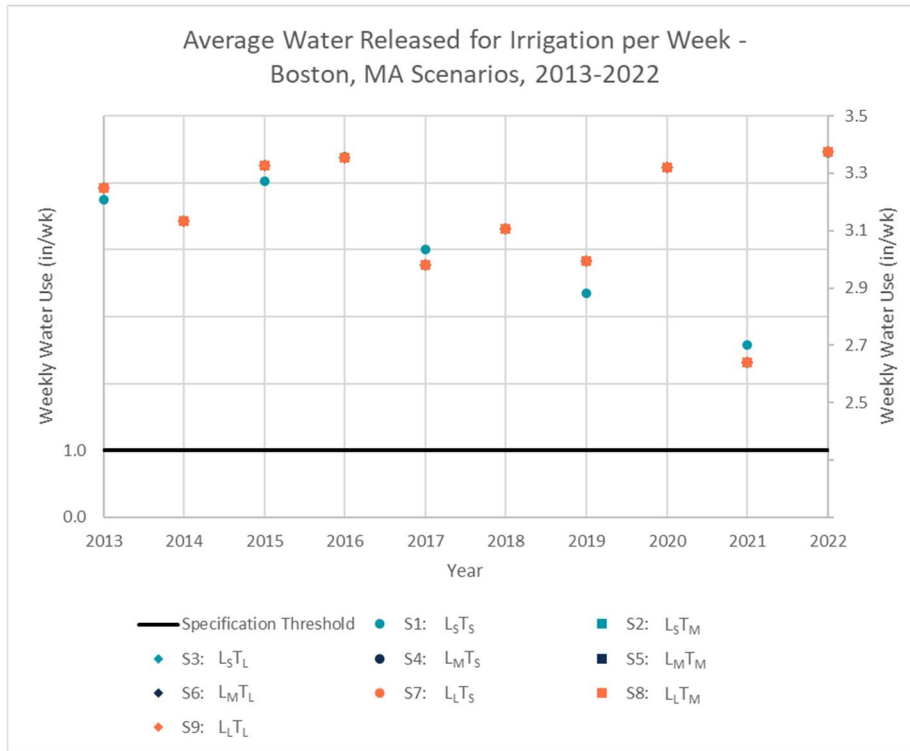 Average Water Released for Irrigation per Week -
Boston, MA Scenarios, 2013-2022
3.5
3.3
3.1
2.9
2.7
2.5
Weekly Water Use (in/wk)
Weekly Water Use (in/wk)
1.0
0.0
2013 2014 2015 2016 2017 2018 2019 2020 2021 2022
Year
Specification Threshold S1: LSTS S2: LSTM
S3: LSTL S4: LMTS S5: LMTM
S6: LMTL S7: LLTS S8: LLTM
S9: LLTL